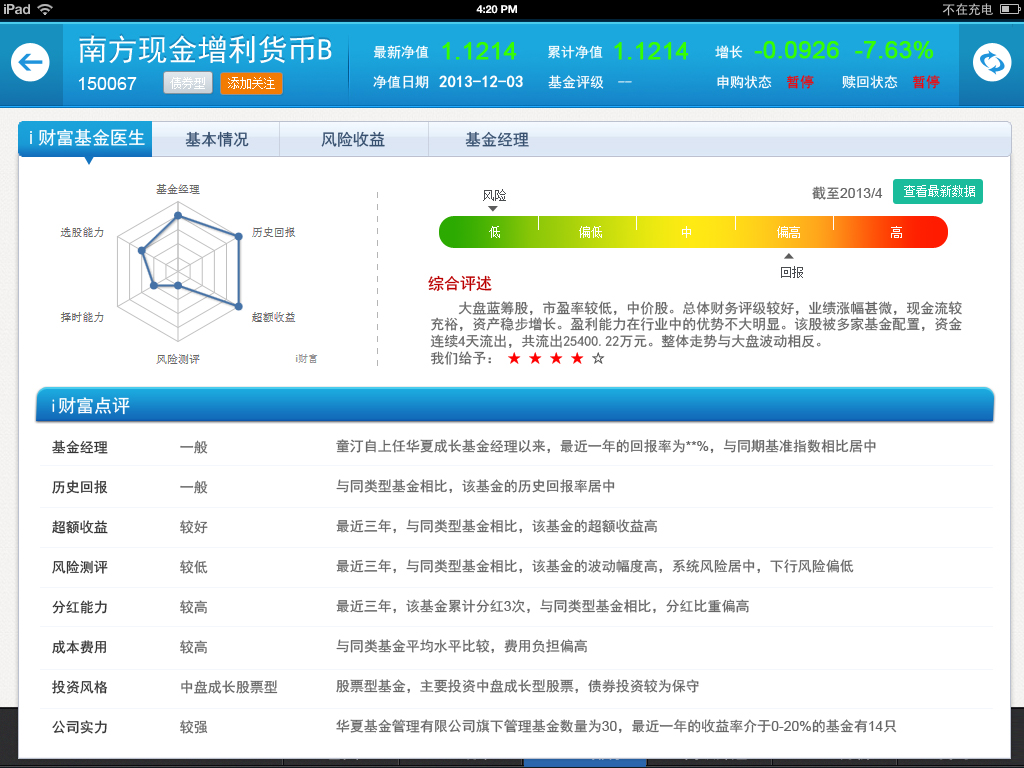 iPad 4:20 PM 不在充电
南方现金增利货币B
150067 债券型 添加关注
最新净值 1.1214 累计净值 1.1214 增长 -0.0926 -7.63%
净值日期 2013-12-03 基金评级 -- 申购状态 暂停 赎回状态 暂停
i 财富基金医生 基本情况 风险收益 基金经理
基金经理
选股能力 历史回报
择时能力 超额收益
风险测评 i财富
截至2013/4 查看最新数据
风险
低 偏低 中 偏高 高
回报
综合评述
大盘蓝筹股，市盈率较低，中价股。总体财务评级较好，业绩涨幅甚微，现金流较
充裕，资产稳步增长。盈利能力在行业中的优势不大明显。该股被多家基金配置，资金
连续4天流出，共流出25400.22万元。整体走势与大盘波动相反。
我们给予： ★ ★ ★ ★ ☆
i 财富点评
基金经理 一般 童汀自上任华夏成长基金经理以来，最近一年的回报率为**%，与同期基准指数相比居中
历史回报 一般 与同类型基金相比，该基金的历史回报率居中
超额收益 较好 最近三年，与同类型基金相比，该基金的超额收益高
风险测评 较低 最近三年，与同类型基金相比，该基金的波动幅度高，系统风险居中，下行风险偏低
分红能力 较高 最近三年，该基金累计分红3次，与同类型基金相比，分红比重偏高
成本费用 较高 与同类基金平均水平比较，费用负担偏高
投资风格 中盘成长股票型 股票型基金，主要投资中盘成长型股票，债券投资较为保守
公司实力 较强 华夏基金管理有限公司旗下管理基金数量为30，最近一年的收益率介于0-20%的基金有14只